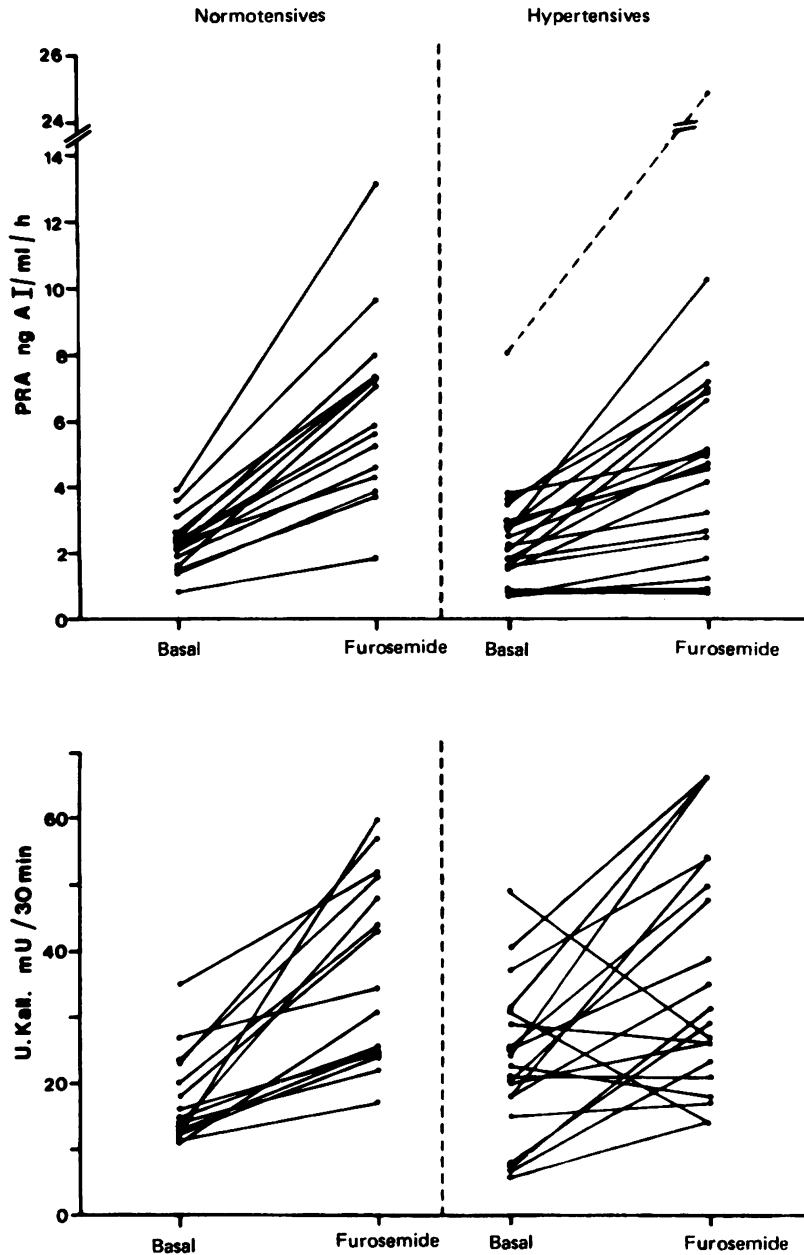 Normotensives Hypertensives
26
24
14
12
10
8
6
4
2
0
PRA ng A I/ml/h
Basal Furosemide Basal Furosemide
60
40
20
0
U.Kall. mU/30min
Basal Furosemide Basal Furosemide